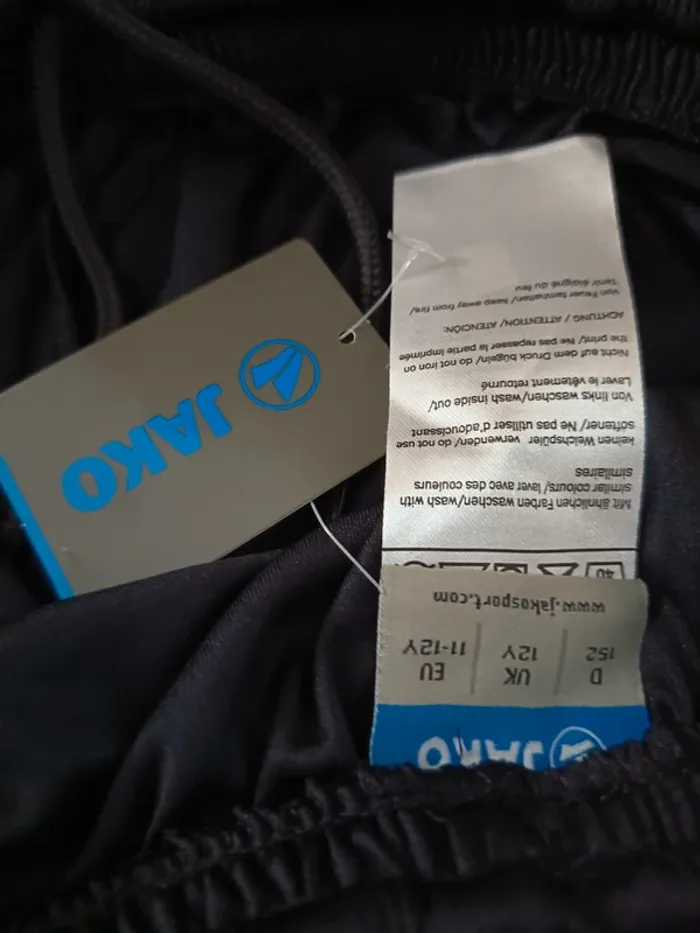 JAKO
JAKO
D UK EU
152 12Y 11-12Y
www.jakosport.com
40
Mit ähnlichen Farben waschen/wash with
similar colours/ laver avec des couleurs
similaires
keinen Weichspüler verwenden/ do not use
softener/ Ne pas utiliser d'adoucissant
Von links waschen/wash inside out/
Laver le vêtement retourné
Nicht auf dem Druck bügeln/ do not iron on
the print/ Ne pas repasser la partie imprimée
ACHTUNG / ATTENTION/ ATENCIÓN:
Von Feuer fernhalten/ keep away from fire/
Tenir éloigné du feu